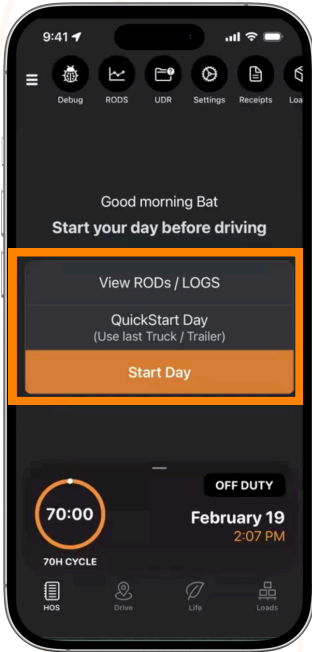 9:41
Debug
RODS
UDR
Settings
Receipts
Loa
Good morning Bat
Start your day before driving
View RODs / LOGS
QuickStart Day
(Use last Truck / Trailer)
Start Day
70:00
70H CYCLE
OFF DUTY
February 19
2:07 PM
HOS
Drive
Life
Loads